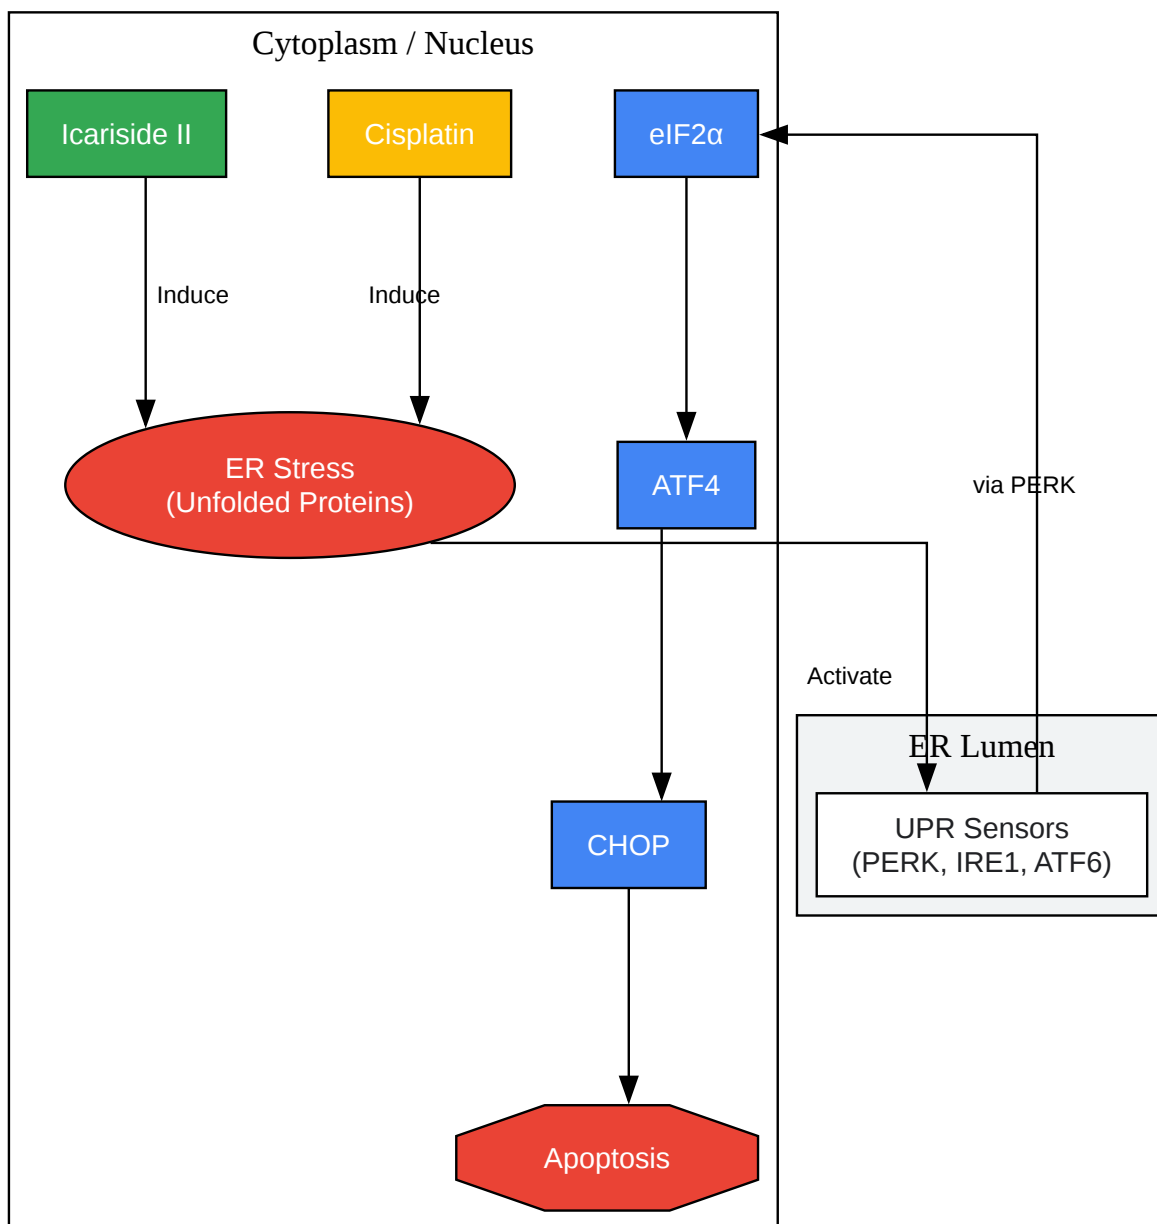 Cytoplasm / Nucleus
Icariside II
Cisplatin
eIF2α
Induce
Induce
ER Stress
(Unfolded Proteins)
ATF4
via PERK
Activate
ER Lumen
UPR Sensors
(PERK, IRE1, ATF6)
CHOP
Apoptosis